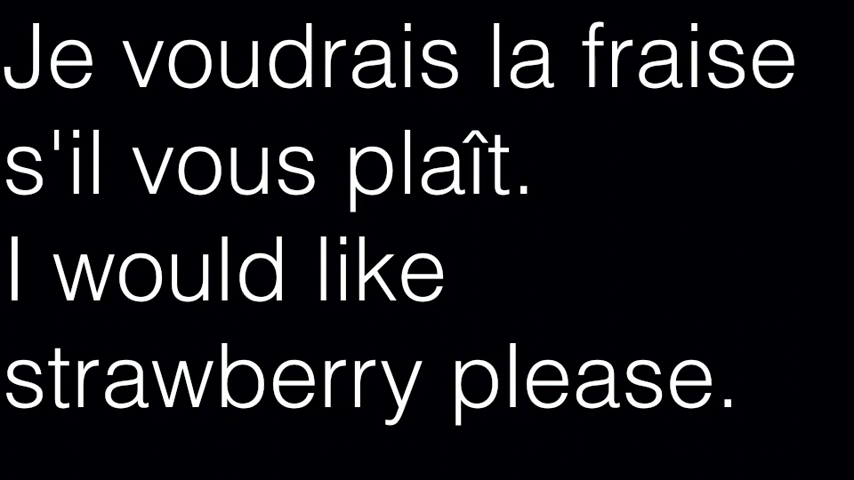 Je voudrais la fraise
s'il vous plaît.
I would like
strawberry please.